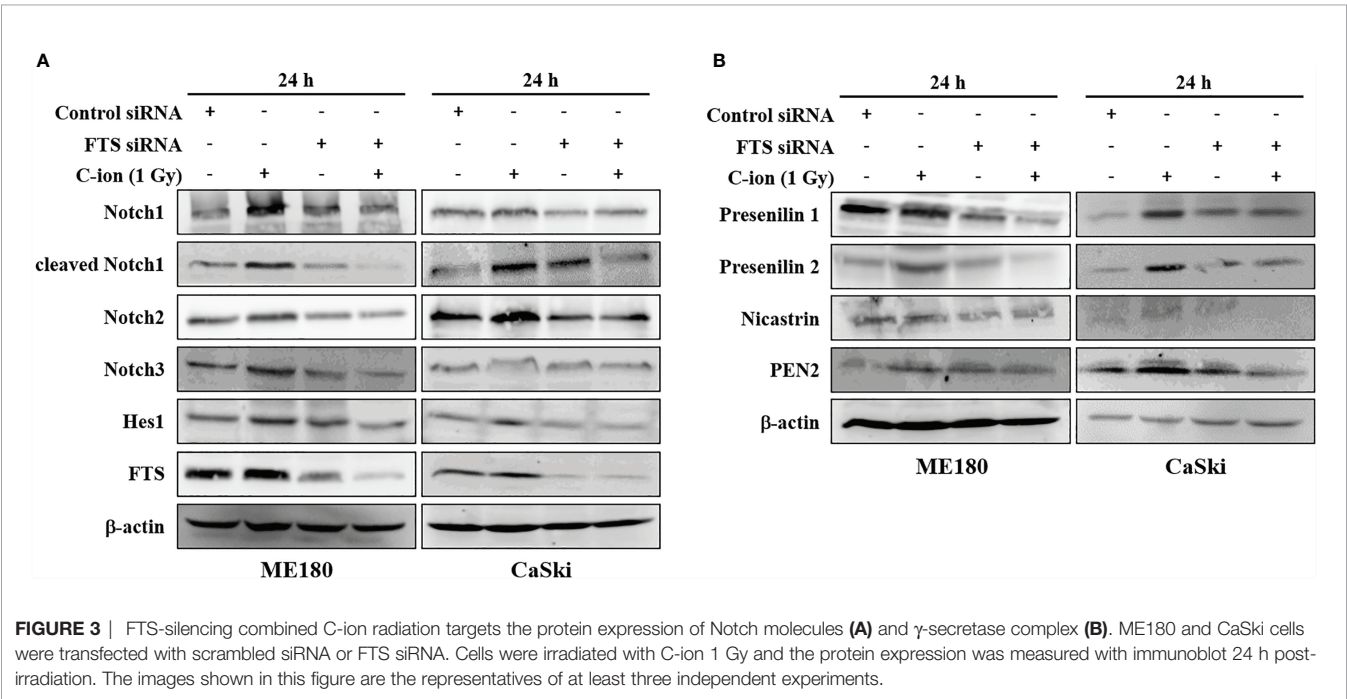 A
24 h 24 h
Control siRNA + - - - + - - -
FTS siRNA - - + + - - + +
C-ion (1 Gy) - + - + - + - +
Notch1
cleaved Notch1
Notch2
Notch3
Hes1
FTS
β-actin
ME180 CaSki
B
24 h 24 h
Control siRNA + - - - + - - -
FTS siRNA - - + + - - + +
C-ion (1 Gy) - + - + - + - +
Presenilin 1
Presenilin 2
Nicastrin
PEN2
β-actin
ME180 CaSki
FIGURE 3 | FTS-silencing combined C-ion radiation targets the protein expression of Notch molecules (A) and γ-secretase complex (B). ME180 and CaSki cells
were transfected with scrambled siRNA or FTS siRNA. Cells were irradiated with C-ion 1 Gy and the protein expression was measured with immunoblot 24 h post-
irradiation. The images shown in this figure are the representatives of at least three independent experiments.